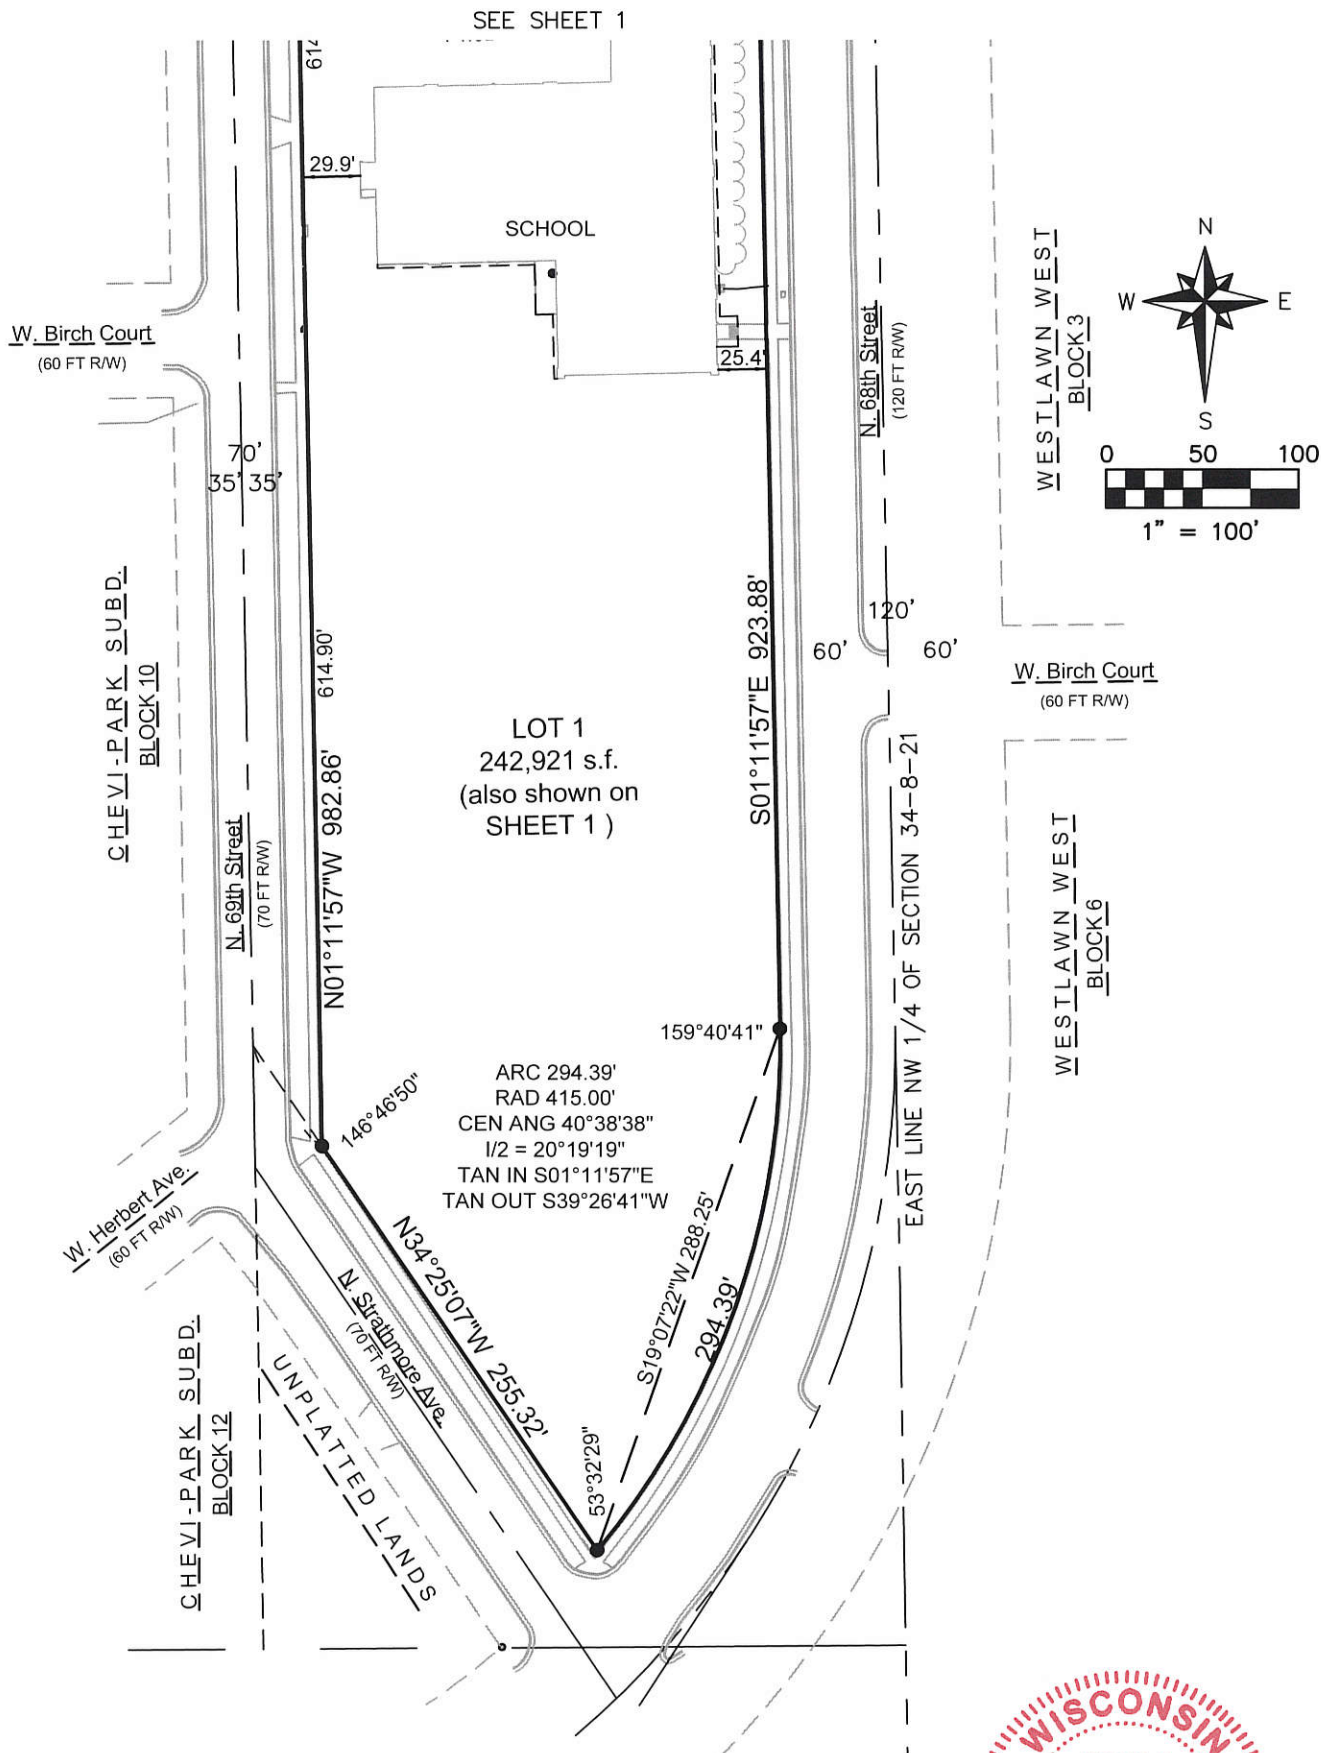 SEE SHEET 1
614
29.9'
SCHOOL
W. Birch Court
(60 FT R/W)
25.4'
N. 68th Street
(120 FT R/W)
WESTLAWN WEST
BLOCK 3
N
W
E
S
0 50 100
1" = 100'
70'
35' 35'
CHEVI-PARK SUBD.
BLOCK 10
614.90'
N01°11'57"W 982.86'
N. 69th Street
(70 FT R/W)
LOT 1
242,921 s.f.
(also shown on
SHEET 1 )
S01°11'57"E 923.88'
120'
60' 60'
W. Birch Court
(60 FT R/W)
EAST LINE NW 1/4 OF SECTION 34-8-21
WESTLAWN WEST
BLOCK 6
159°40'41"
146°46'50"
ARC 294.39'
RAD 415.00'
CEN ANG 40°38'38"
I/2 = 20°19'19"
TAN IN S01°11'57"E
TAN OUT S39°26'41"W
W. Herbert Ave.
(60 FT R/W)
N34°25'07"W 255.32'
N. Strathmore Ave.
(70 FT R/W)
S19°07'22"W 288.25'
294.39'
53°32'29"
CHEVI-PARK SUBD.
BLOCK 12
UNPLATTED LANDS
WISCONSIN